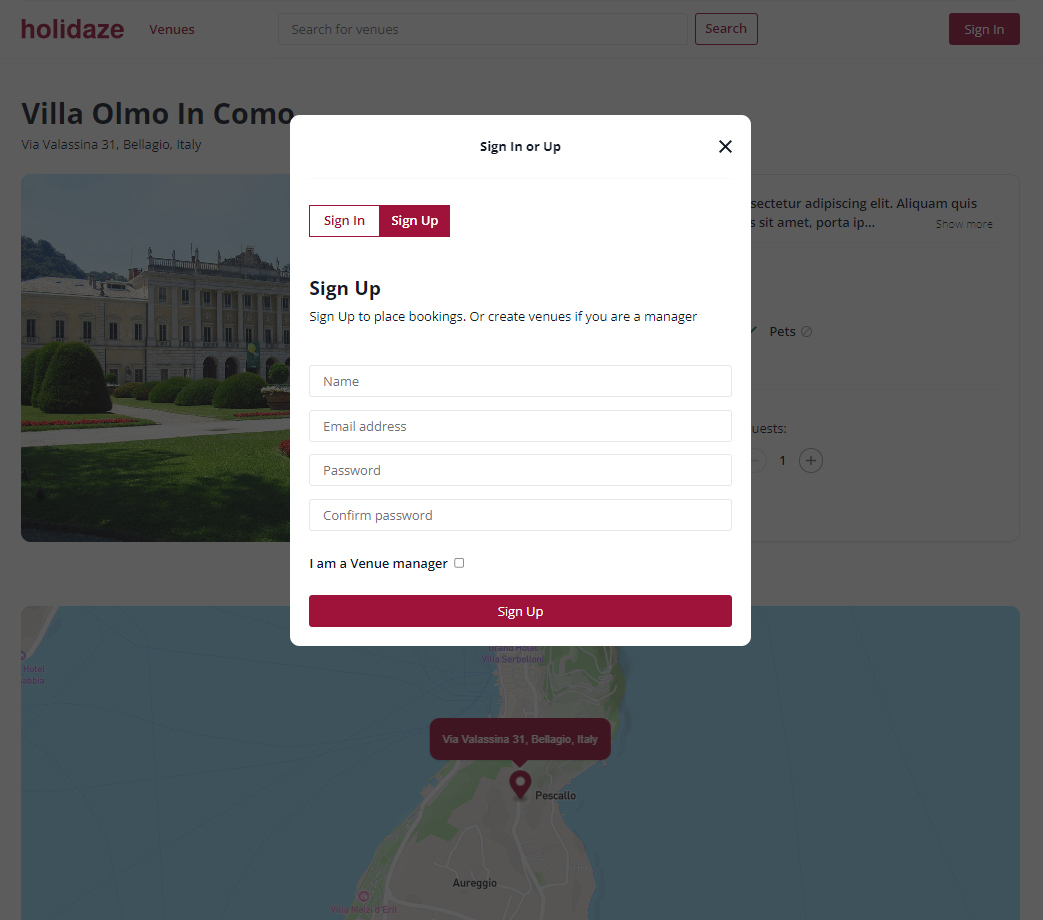 holidaze
Venues
Search for venues
Search
Sign In
Villa Olmo In Como
Via Valassina 31, Bellagio, Italy
Sign In or Up
Sign In
Sign Up
Sign Up
Sign Up to place bookings. Or create venues if you are a manager
Name
Email address
Password
Confirm password
I am a Venue manager
Sign Up
sectetur adipiscing elit. Aliquam quis
s sit amet, porta ip...
Show more
Pets
uests:
1
Hotel
abbia
Grand Hotel
Villa Serbelloni
Via Valassina 31, Bellagio, Italy
Pescallo
Aureggio
Villa Melzi d'Eril